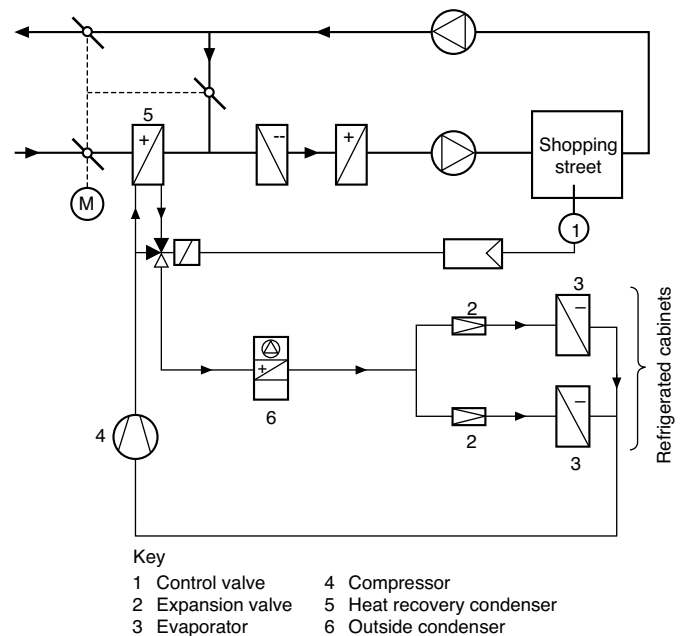 5
+
--
+
Shopping
street
M
1
3
2
–
+
6
4
2
–
3
Refrigerated cabinets
Key
1 Control valve
2 Expansion valve
3 Evaporator
4 Compressor
5 Heat recovery condenser
6 Outside condenser